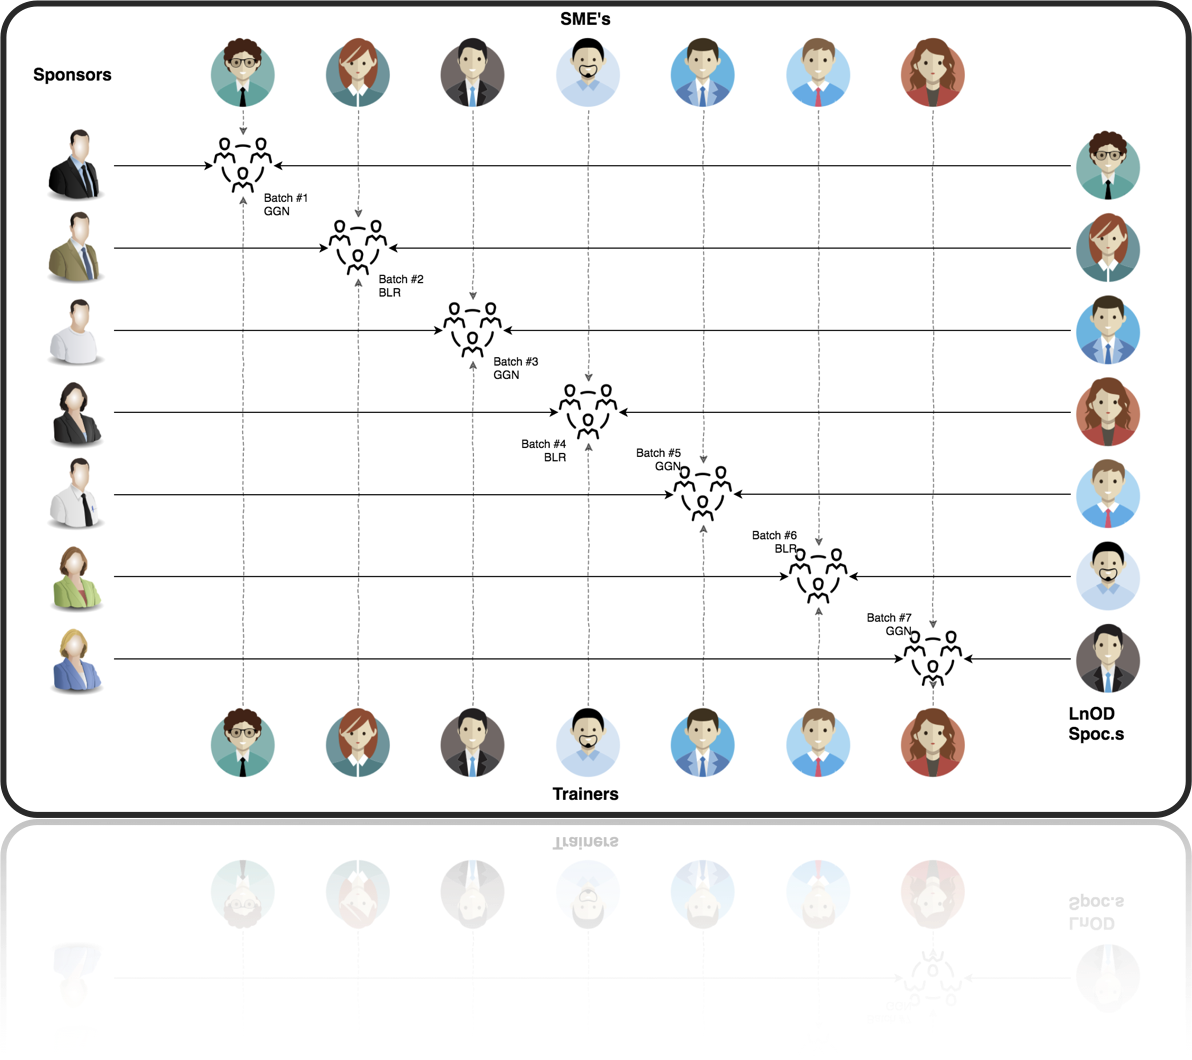 SME's
Sponsors
Batch #1
GGN
Batch #2
BLR
Batch #3
GGN
Batch #4
BLR
Batch #5
GGN
Batch #6
BLR
Batch #7
GGN
LnOD
Spoc.s
Trainers